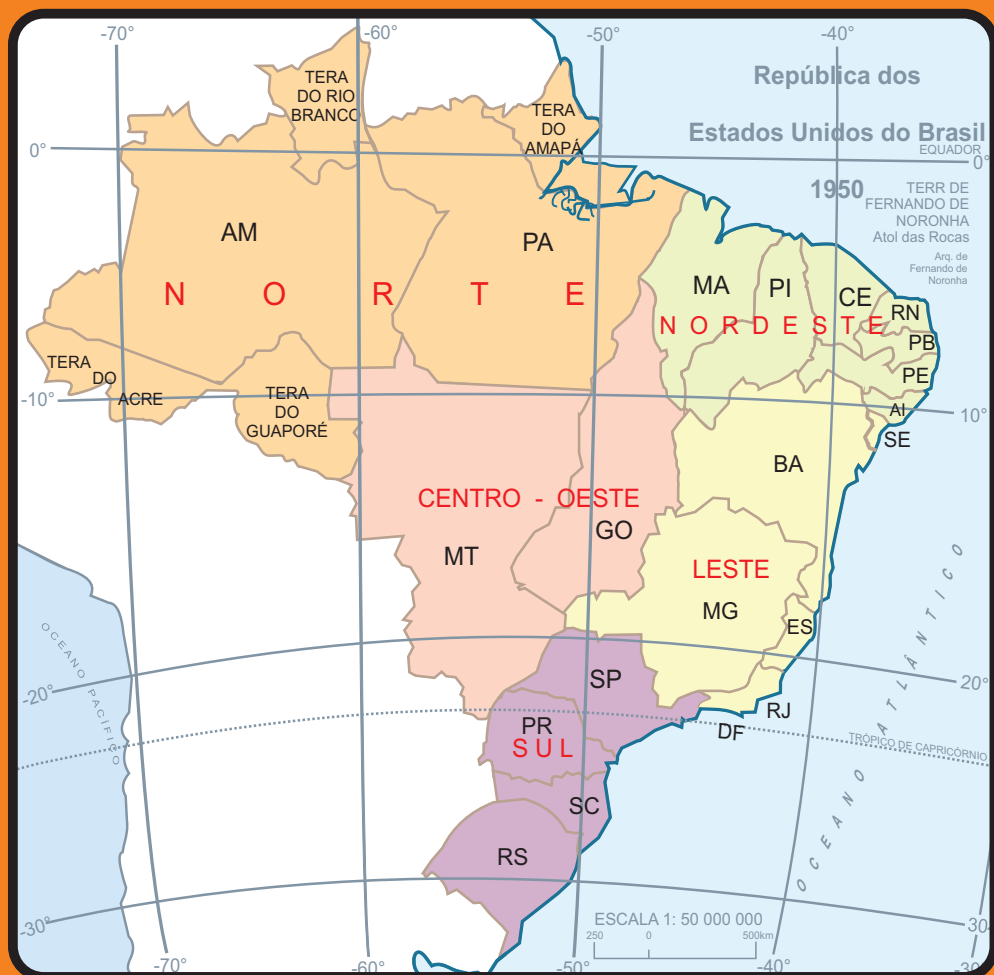 -70°
-60°
-50°
-40°
República dos
Estados Unidos do Brasil
EQUADOR
0°
0°
1950
TERR DE
FERNANDO DE
NORONHA
Atol das Rocas
Arq. de
Fernando de
Noronha
TERA
DO RIO
BRANCO
TERA
DO
AMAPÁ
AM
PA
NORTE
MA
PI
CE
RN
NORDESTE
PB
PE
AI
SE
TERA
DO
ACRE
TERA
DO
GUAPORÉ
-10°
10°
BA
CENTRO - OESTE
GO
MT
LESTE
MG
ES
OCEANO PACÍFICO
OCEANO ATLÂNTICO
-20°
20°
SP
RJ
DF
PR
SUL
TRÓPICO DE CAPRICÓRNIO
SC
RS
ESCALA 1: 50 000 000
250 0 500km
-30°
30
-70°
-60°
-50°
-40°
-30